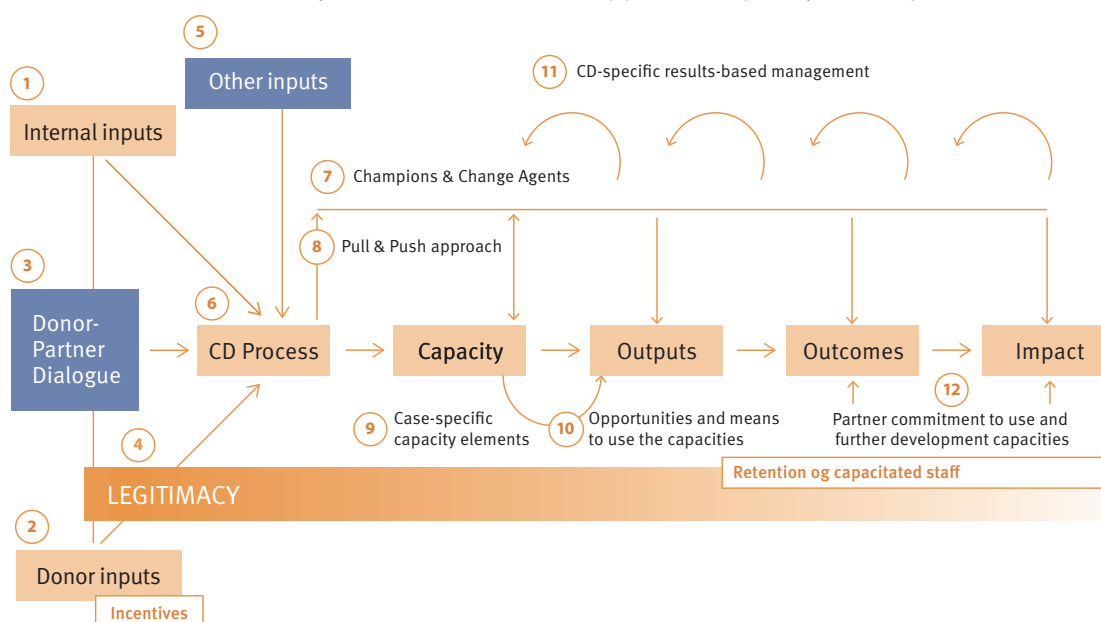 5
Other inputs
11 CD-specific results-based management
1
Internal inputs
7 Champions & Change Agents
8 Pull & Push approach
3
Donor-
Partner
Dialogue
6
CD Process
Capacity
Outputs
Outcomes
Impact
12
9 Case-specific
capacity elements
10 Opportunities and means
to use the capacities
Partner commitment to use and
further development capacities
4
Retention og capacitated staff
LEGITIMACY
2
Donor inputs
Incentives